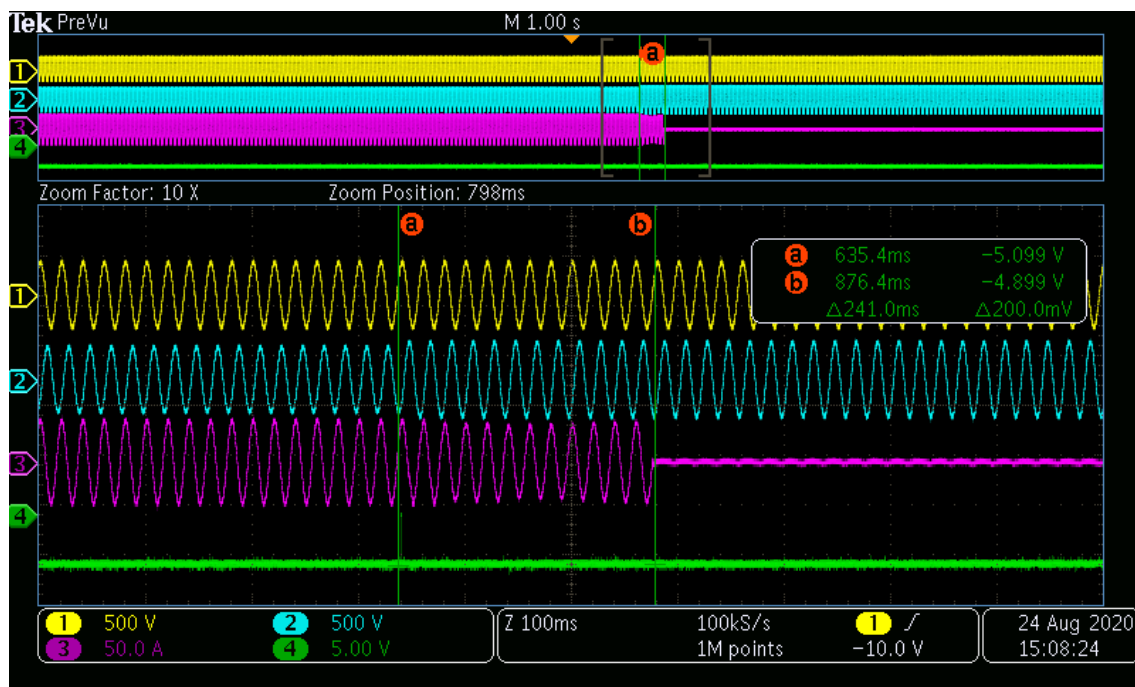 Tek PreVu M 1.00 s
a
1
2
3
4
Zoom Factor: 10 X Zoom Position: 798ms
a b
a 635.4ms −5.099 V
b 876.4ms −4.899 V
Δ241.0ms Δ200.0mV
1
2
3
4
1 500 V 2 500 V Z 100ms 100kS/s 1 24 Aug 2020
3 50.0 A 4 5.00 V 1M points −10.0 V 15:08:24